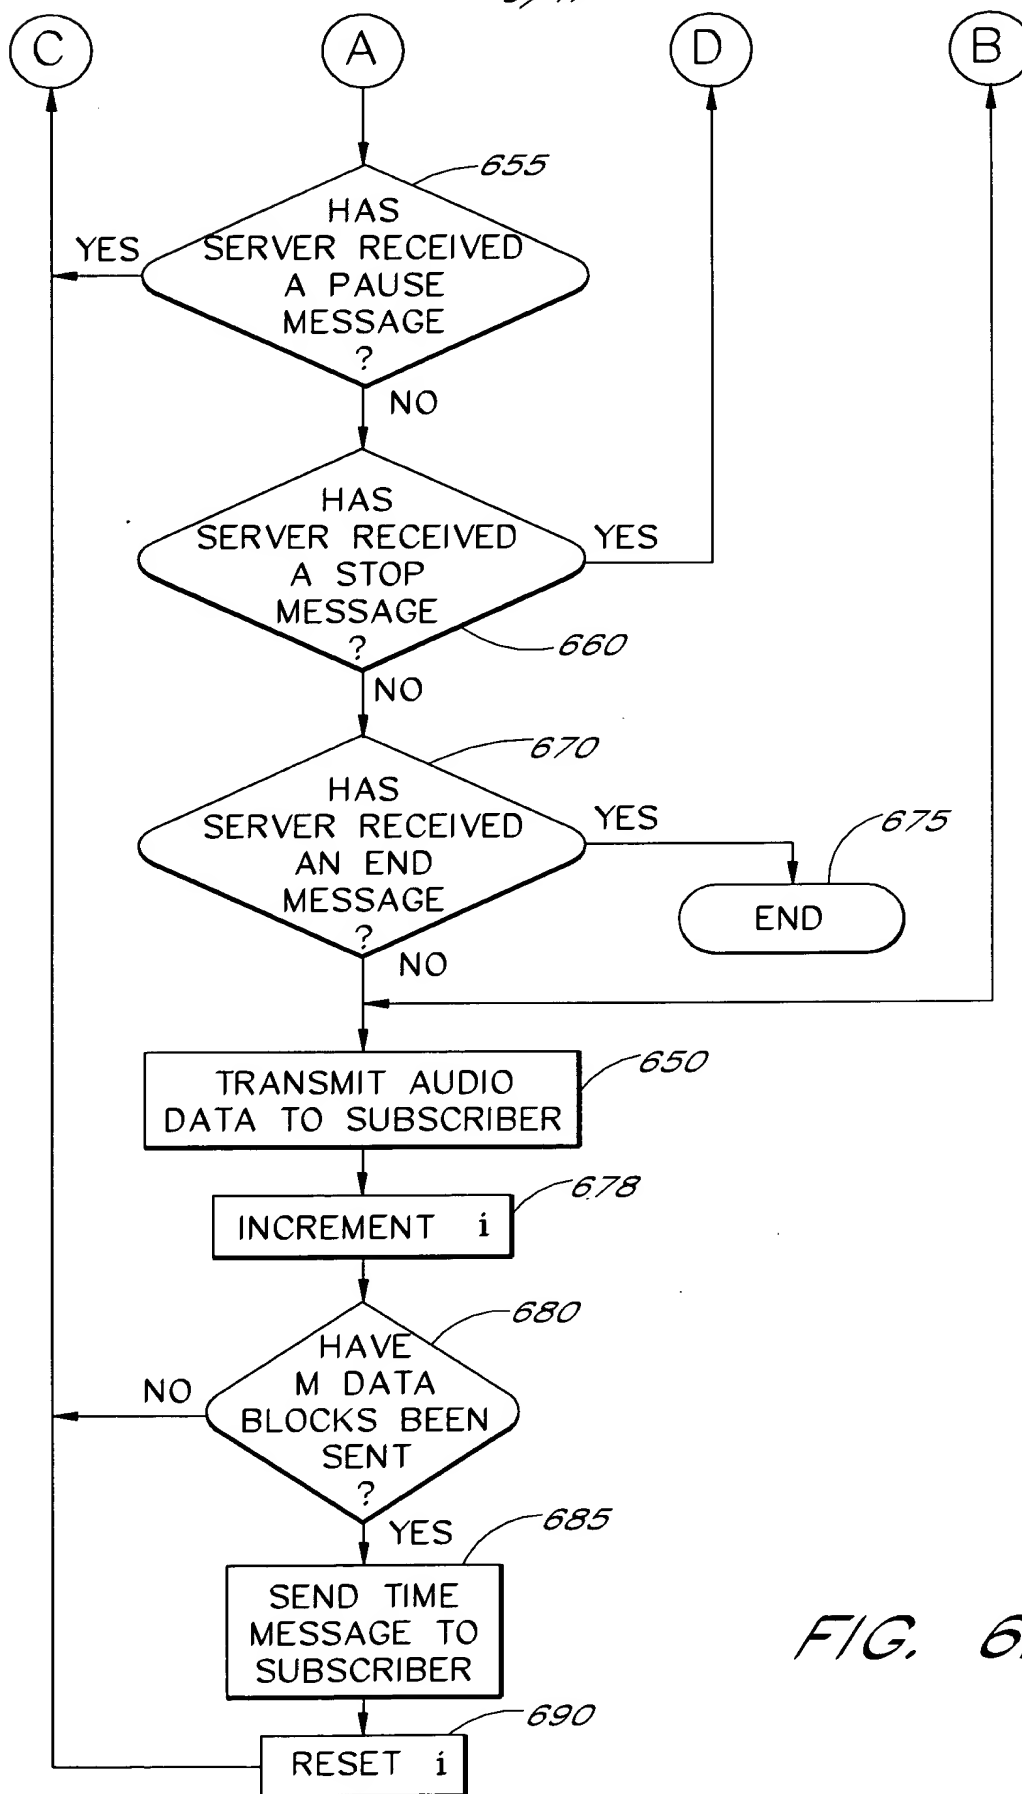 C
A
D
B
655
HAS
SERVER RECEIVED
A PAUSE
MESSAGE
?
YES
NO
HAS
SERVER RECEIVED
A STOP
MESSAGE
?
YES
660
NO
670
HAS
SERVER RECEIVED
AN END
MESSAGE
?
YES
675
END
NO
650
TRANSMIT AUDIO
DATA TO SUBSCRIBER
678
INCREMENT i
680
HAVE
M DATA
BLOCKS BEEN
SENT
?
NO
YES
685
SEND TIME
MESSAGE TO
SUBSCRIBER
690
RESET i
FIG.